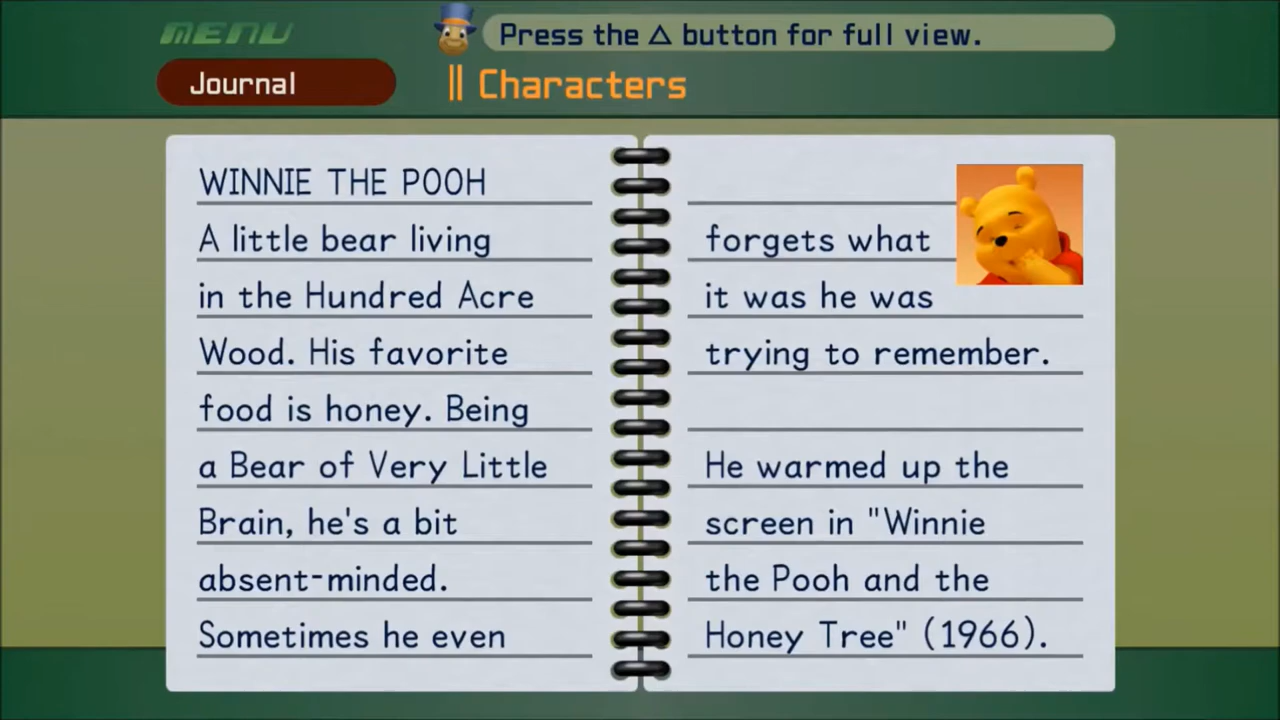 MENU
Press the △ button for full view.
Journal
Characters
WINNIE THE POOH
A little bear living
in the Hundred Acre
Wood. His favorite
food is honey. Being
a Bear of Very Little
Brain, he's a bit
absent-minded.
Sometimes he even
forgets what
it was he was
trying to remember.
He warmed up the
screen in "Winnie
the Pooh and the
Honey Tree" (1966).